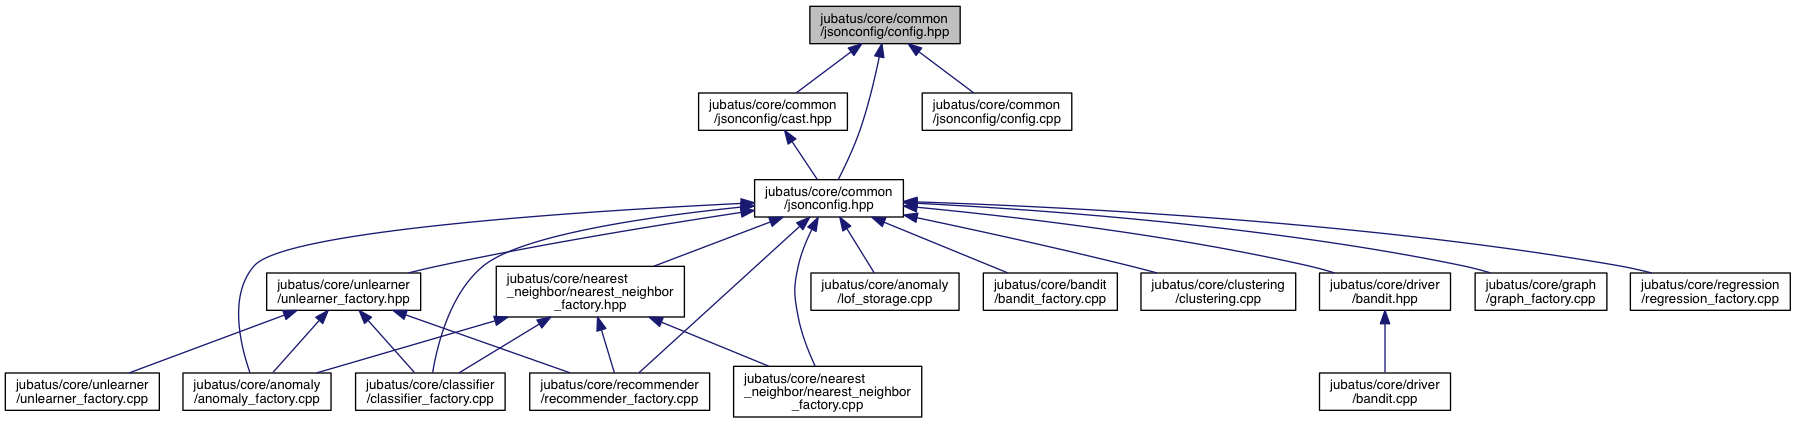 jubatus/core/common
/jsonconfig/config.hpp
jubatus/core/common
/jsonconfig/cast.hpp
jubatus/core/common
/jsonconfig/config.cpp
jubatus/core/common
/jsonconfig.hpp
jubatus/core/unlearner
/unlearner_factory.hpp
jubatus/core/nearest
_neighbor/nearest_neighbor
_factory.hpp
jubatus/core/anomaly
/lof_storage.cpp
jubatus/core/bandit
/bandit_factory.cpp
jubatus/core/clustering
/clustering.cpp
jubatus/core/driver
/bandit.hpp
jubatus/core/graph
/graph_factory.cpp
jubatus/core/regression
/regression_factory.cpp
jubatus/core/unlearner
/unlearner_factory.cpp
jubatus/core/anomaly
/anomaly_factory.cpp
jubatus/core/classifier
/classifier_factory.cpp
jubatus/core/recommender
/recommender_factory.cpp
jubatus/core/nearest
_neighbor/nearest_neighbor
_factory.cpp
jubatus/core/driver
/bandit.cpp